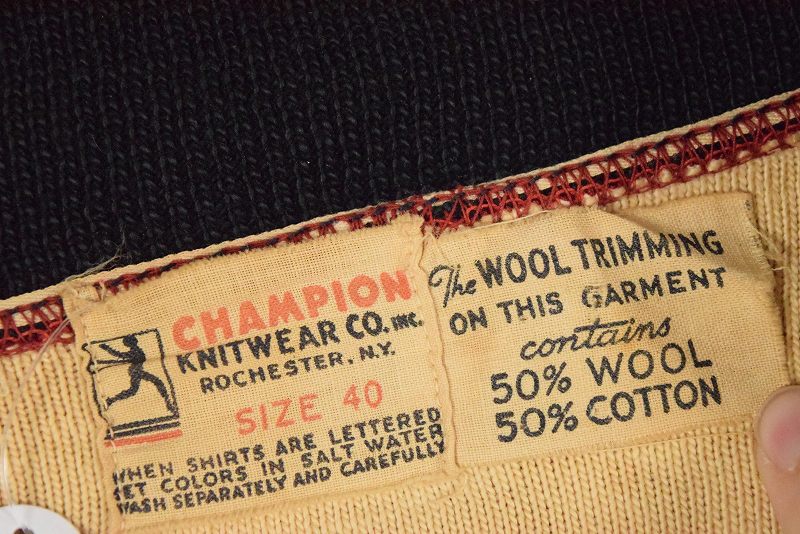 CHAMPION
KNITWEAR CO. INC.
ROCHESTER, N.Y.
SIZE 40
WHEN SHIRTS ARE LETTERED
SET COLORS IN SALT WATER
WASH SEPARATELY AND CAREFULLY
The WOOL TRIMMING
ON THIS GARMENT
contains
50% WOOL
50% COTTON